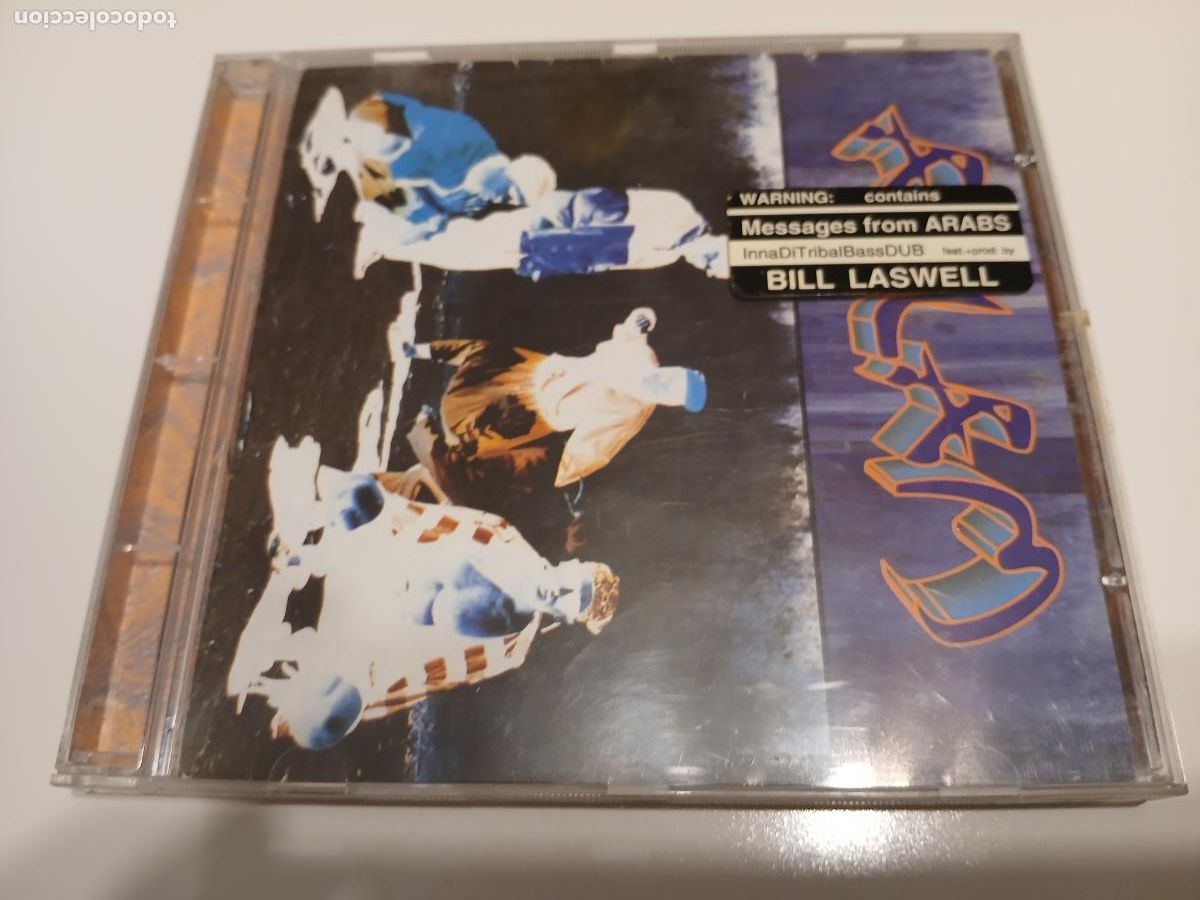 todocoleccion
WARNING: contains
Messages from ARABS
InnaDiTribalBassDUB feat.+prod. by
BILL LASWELL